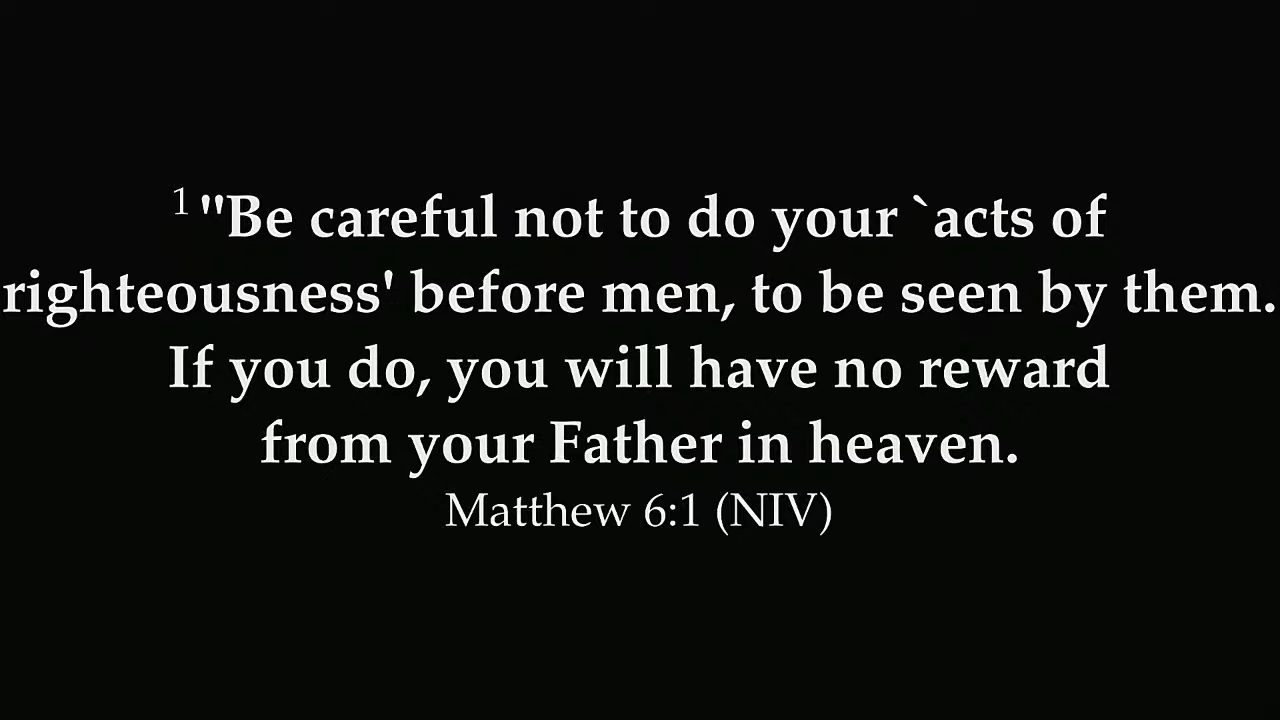 1 "Be careful not to do your `acts of
righteousness' before men, to be seen by them.
If you do, you will have no reward
from your Father in heaven.
Matthew 6:1 (NIV)